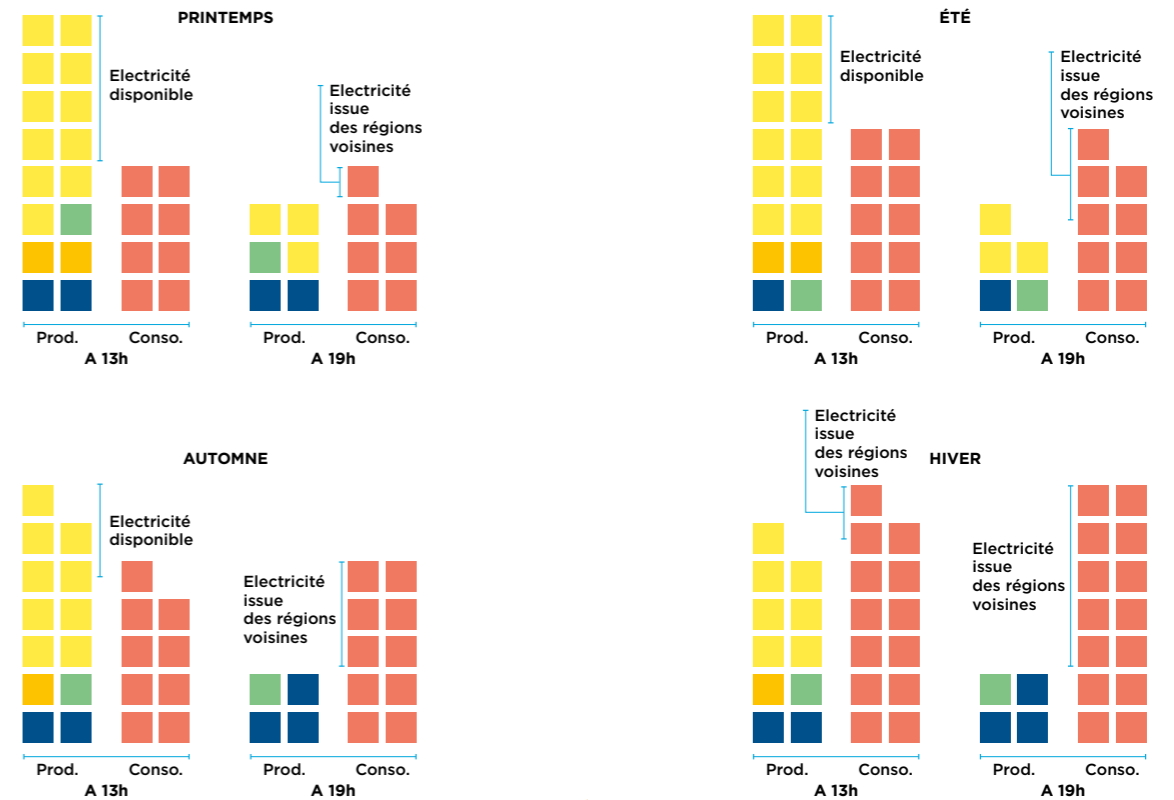 PRINTEMPS
Electricité
disponible
Electricité
issue
des régions
voisines
Prod.
Conso.
A 13h
Prod.
Conso.
A 19h
ÉTÉ
Electricité
disponible
Electricité
issue
des régions
voisines
Prod.
Conso.
A 13h
Prod.
Conso.
A 19h
AUTOMNE
Electricité
disponible
Electricité
issue
des régions
voisines
Prod.
Conso.
A 13h
Prod.
Conso.
A 19h
HIVER
Electricité
issue
des régions
voisines
Electricité
issue
des régions
voisines
Prod.
Conso.
A 13h
Prod.
Conso.
A 19h